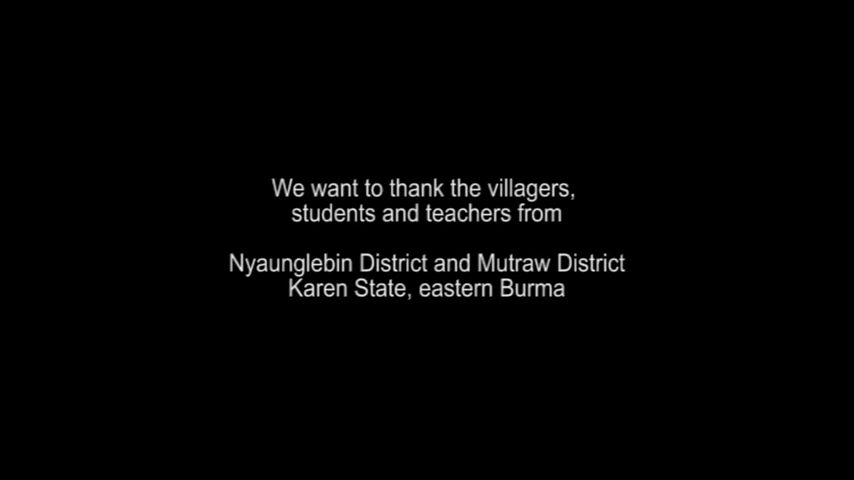 We want to thank the villagers,
students and teachers from
Nyaunglebin District and Mutraw District
Karen State, eastern Burma